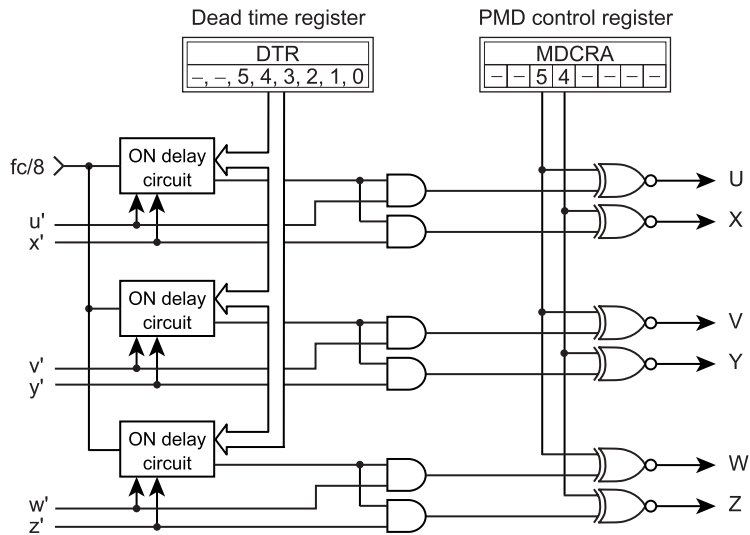 Dead time register
PMD control register
DTR
–, –, 5, 4, 3, 2, 1, 0
MDCRA
– – 5 4 – – – –
fc/8
ON delay
circuit
U
X
u'
x'
ON delay
circuit
V
Y
v'
y'
ON delay
circuit
W
Z
w'
z'